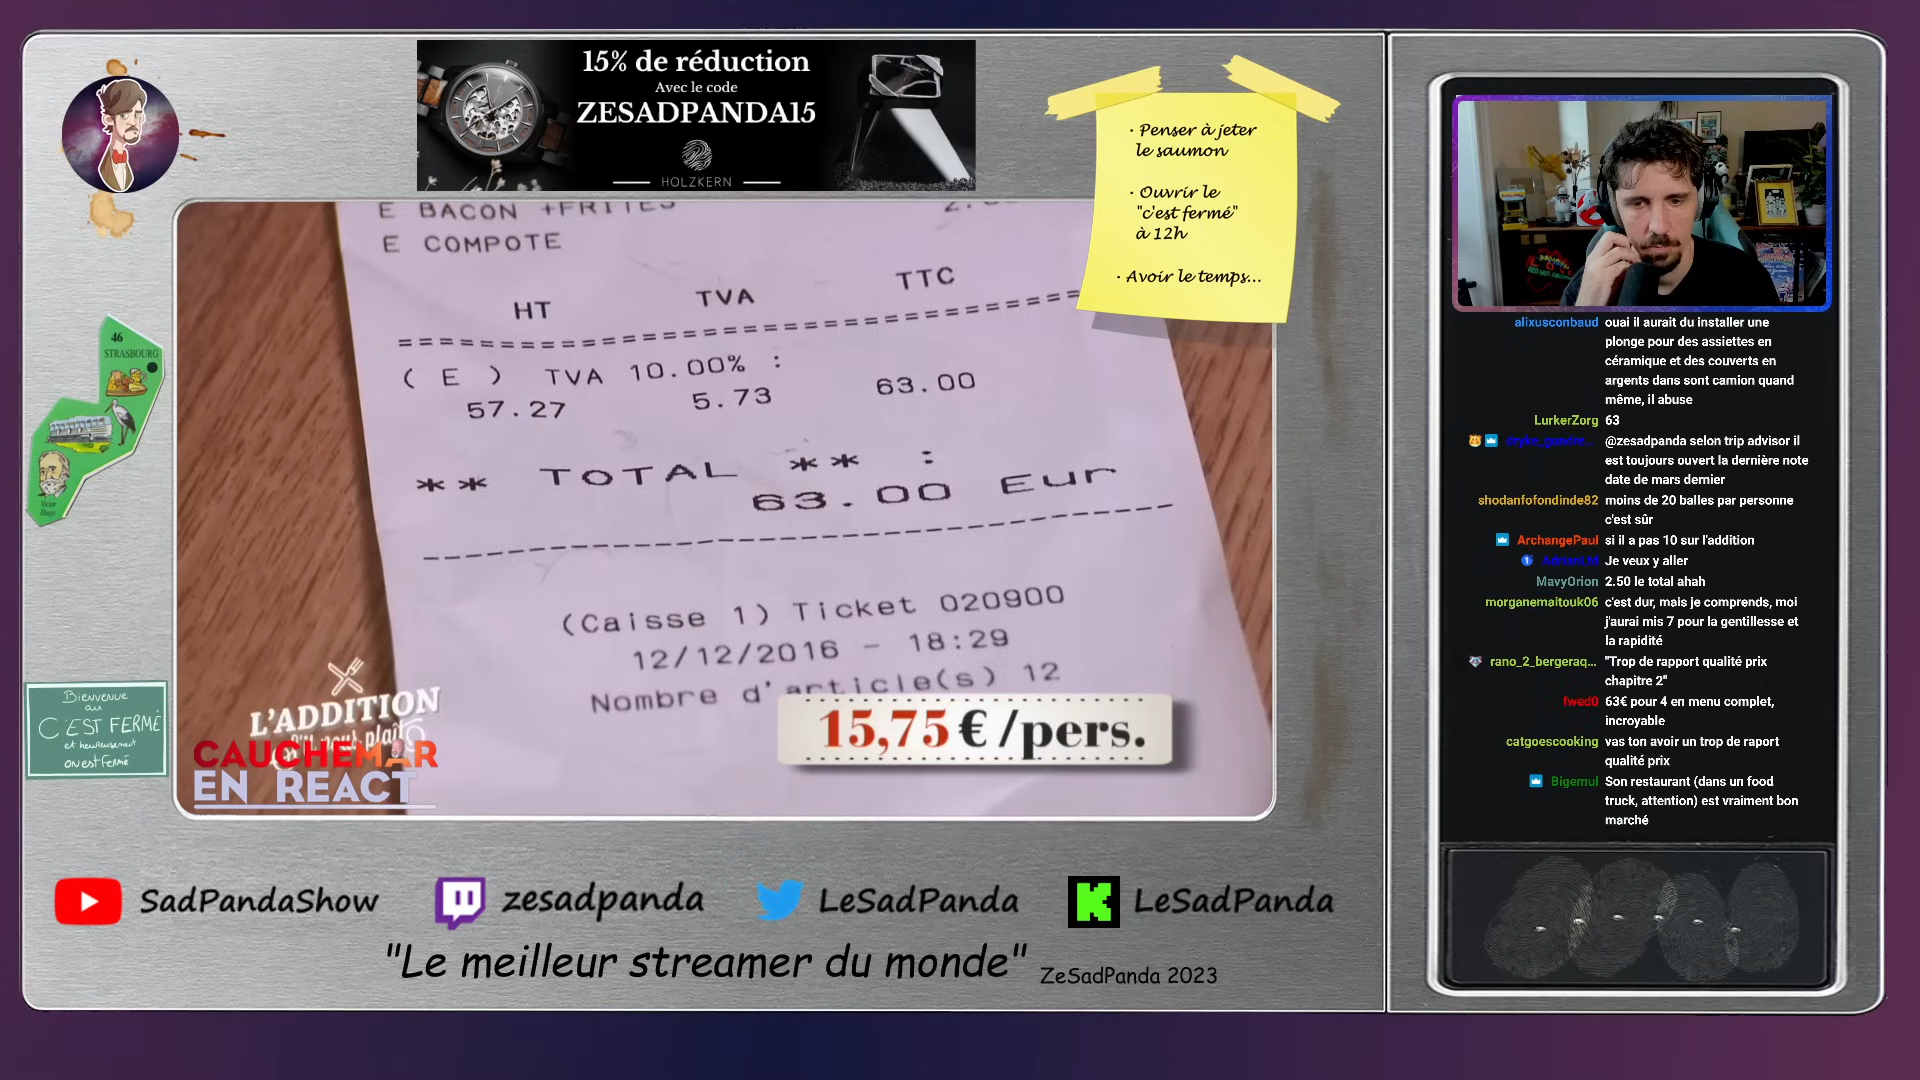 15% de réduction
Avec le code
ZESADPANDA15
HOLZKERN
· Penser à jeter
le saumon
· Ouvrir le
"c'est fermé"
à 12h
· Avoir le temps...
46
STRASBOURG
Victor
Hugo
Bienvenue
au
C'EST FERMÉ
et heureusement
on est fermé
E BACON +FRITES
E COMPOTE
HT TVA TTC
( E ) TVA 10.00% :
57.27 5.73 63.00
** TOTAL ** :
63.00 Eur
(Caisse 1) Ticket 020900
12/12/2016 - 18:29
Nombre d'article(s) 12
L'ADDITION
s'il vous plaît
CAUCHEMAR
EN REACT
15,75 € /pers.
alixusconbaud ouai il aurait du installer une
plonge pour des assiettes en
céramique et des couverts en
argents dans sont camion quand
même, il abuse
LurkerZorg 63
@zesadpanda selon trip advisor il
est toujours ouvert la dernière note
date de mars dernier
shodanfofondinde82 moins de 20 balles par personne
c'est sûr
ArchangePaul si il a pas 10 sur l'addition
Je veux y aller
MavyOrion 2.50 le total ahah
morganemaitouk06 c'est dur, mais je comprends, moi
j'aurai mis 7 pour la gentillesse et
la rapidité
rano_2_bergeraq... "Trop de rapport qualité prix
chapitre 2"
fwed0 63€ pour 4 en menu complet,
incroyable
catgoescooking vas ton avoir un trop de raport
qualité prix
Bigemul Son restaurant (dans un food
truck, attention) est vraiment bon
marché
SadPandaShow zesadpanda LeSadPanda LeSadPanda
"Le meilleur streamer du monde" ZeSadPanda 2023